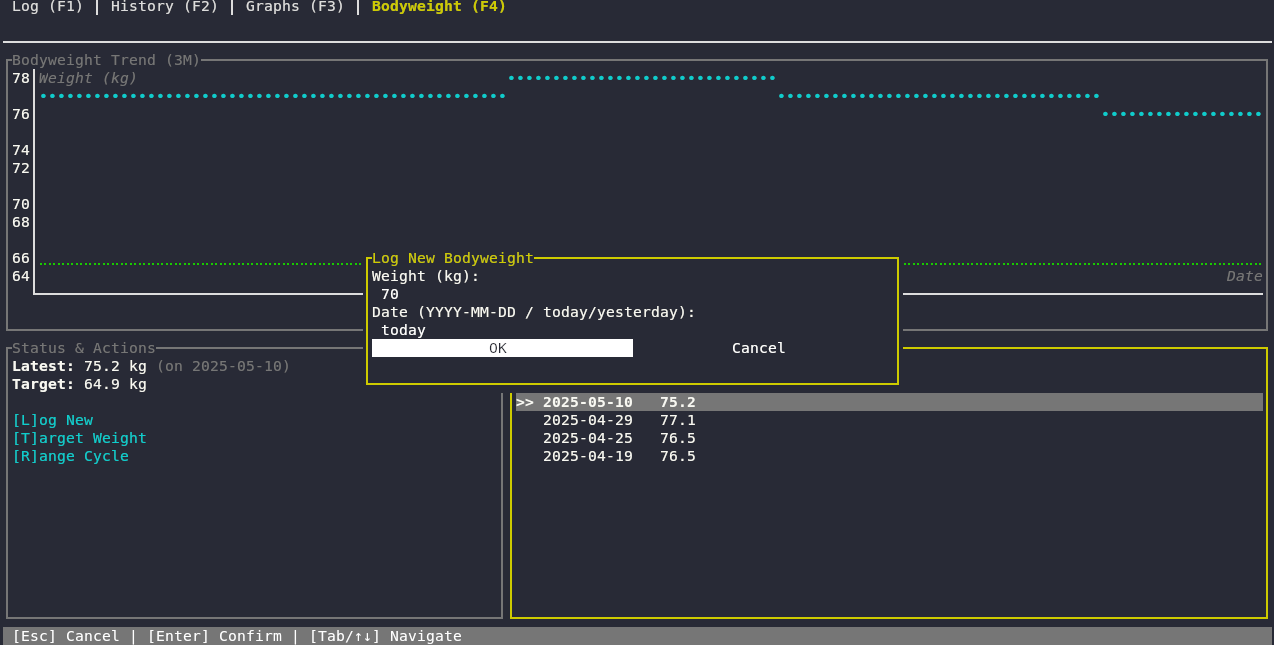 Log (F1) | History (F2) | Graphs (F3) | Bodyweight (F4)
Bodyweight Trend (3M)
78 Weight (kg)
76
74
72
70
68
66
64 Date
Log New Bodyweight
Weight (kg):
70
Date (YYYY-MM-DD / today/yesterday):
today
OK Cancel
Status & Actions
Latest: 75.2 kg (on 2025-05-10)
Target: 64.9 kg
[L]og New
[T]arget Weight
[R]ange Cycle
>> 2025-05-10 75.2
2025-04-29 77.1
2025-04-25 76.5
2025-04-19 76.5
[Esc] Cancel | [Enter] Confirm | [Tab/↑↓] Navigate